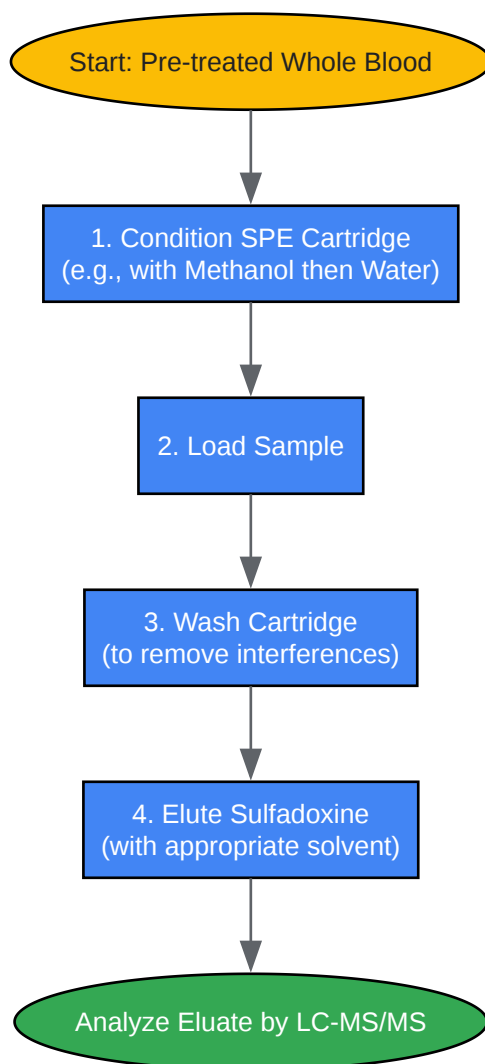 Start: Pre-treated Whole Blood
1. Condition SPE Cartridge
(e.g., with Methanol then Water)
2. Load Sample
3. Wash Cartridge
(to remove interferences)
4. Elute Sulfadoxine
(with appropriate solvent)
Analyze Eluate by LC-MS/MS